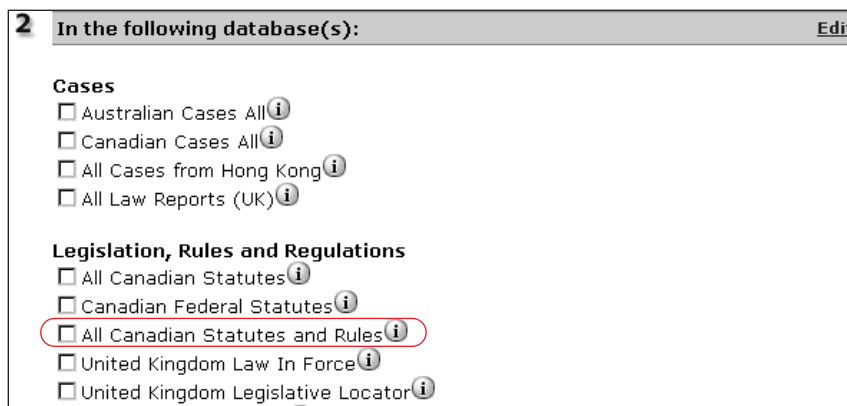 2 In the following database(s): Edit
Cases
Australian Cases All i
Canadian Cases All i
All Cases from Hong Kong i
All Law Reports (UK) i
Legislation, Rules and Regulations
All Canadian Statutes i
Canadian Federal Statutes i
All Canadian Statutes and Rules i
United Kingdom Law In Force i
United Kingdom Legislative Locator i